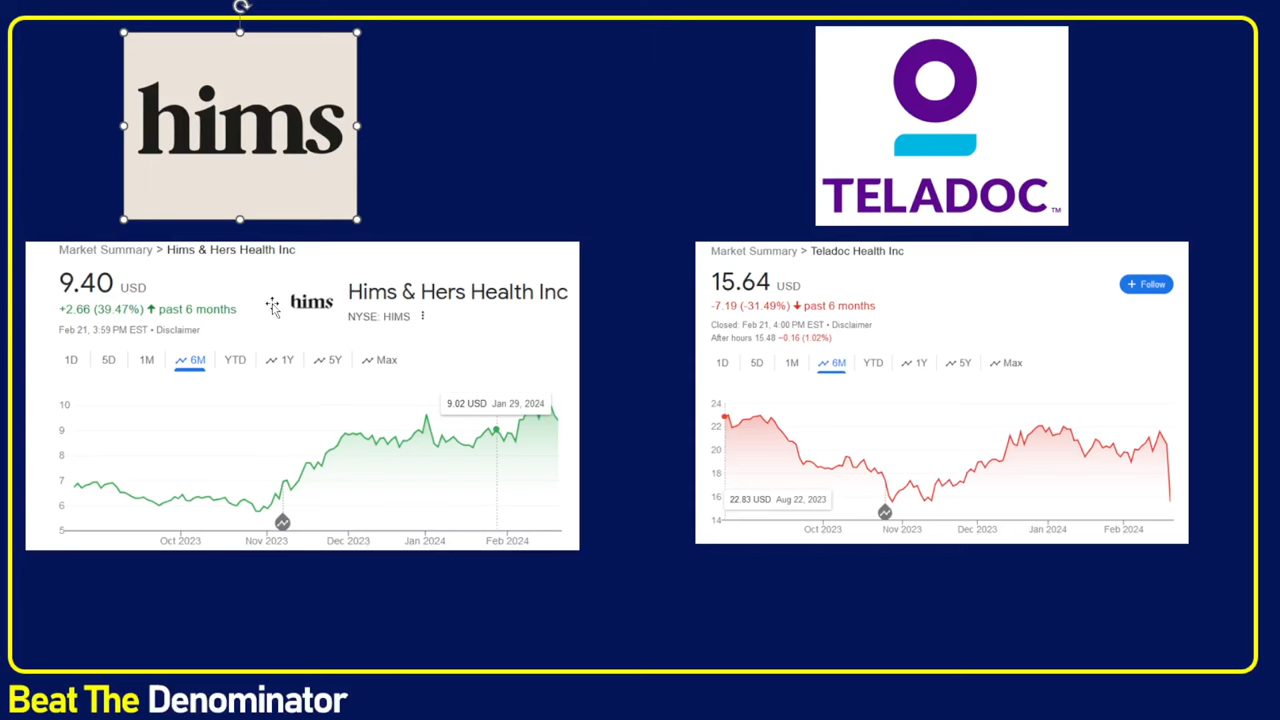 hims
TELADOC™
Market Summary > Hims & Hers Health Inc
9.40 USD
+2.66 (39.47%) ↑ past 6 months
Feb 21, 3:59 PM EST • Disclaimer
hims
Hims & Hers Health Inc
NYSE: HIMS
1D 5D 1M 6M YTD 1Y 5Y Max
9.02 USD Jan 29, 2024
10
9
8
7
6
5
Oct 2023 Nov 2023 Dec 2023 Jan 2024 Feb 2024
Market Summary > Teladoc Health Inc
15.64 USD
+ Follow
-7.19 (-31.49%) ↓ past 6 months
Closed: Feb 21, 4:00 PM EST • Disclaimer
After hours 15.48 −0.16 (1.02%)
1D 5D 1M 6M YTD 1Y 5Y Max
24
22
20
18
16
14
22.83 USD Aug 22, 2023
Oct 2023 Nov 2023 Dec 2023 Jan 2024 Feb 2024
Beat The Denominator